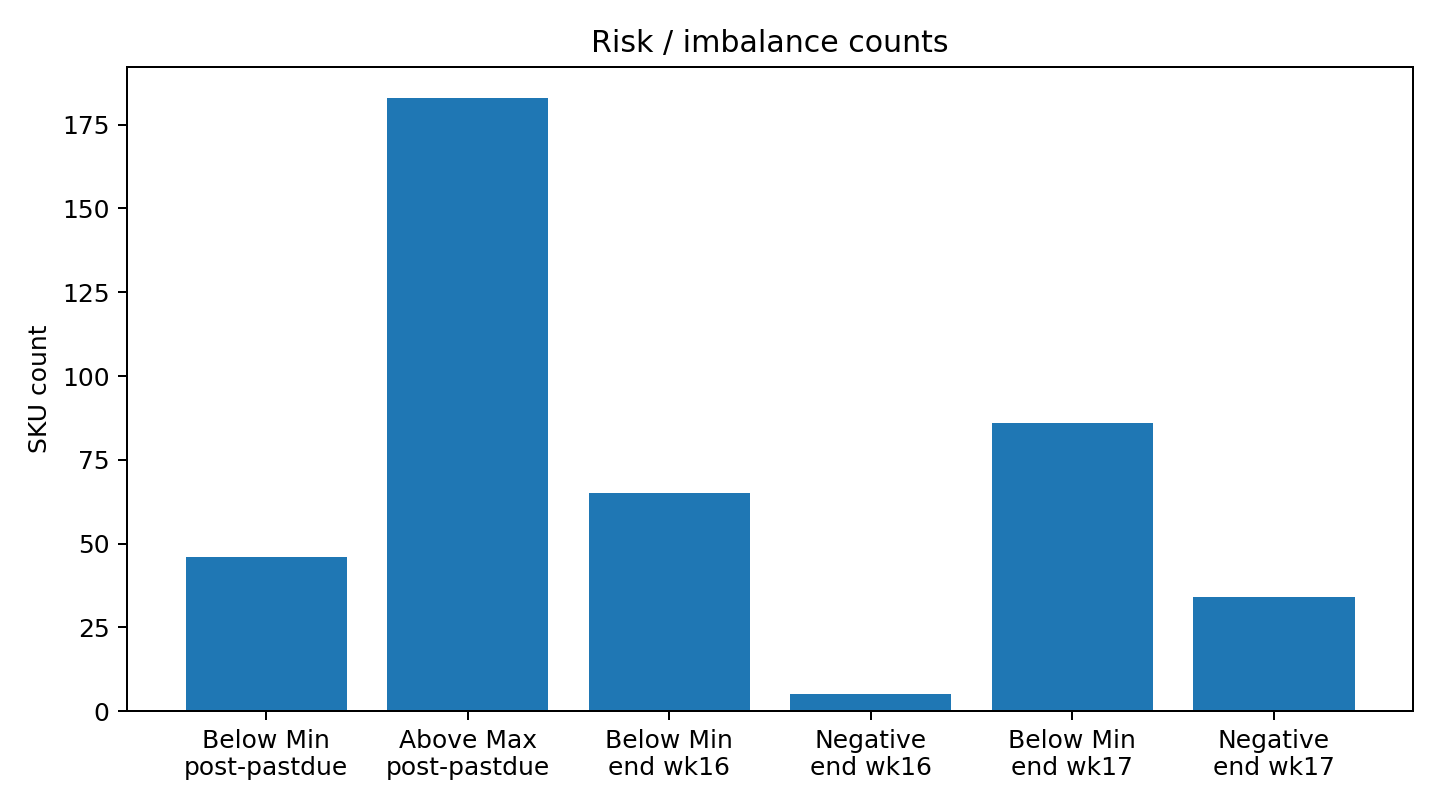 Risk / imbalance counts
SKU count
175
150
125
100
75
50
25
0
Below Min
post-pastdue
Above Max
post-pastdue
Below Min
end wk16
Negative
end wk16
Below Min
end wk17
Negative
end wk17